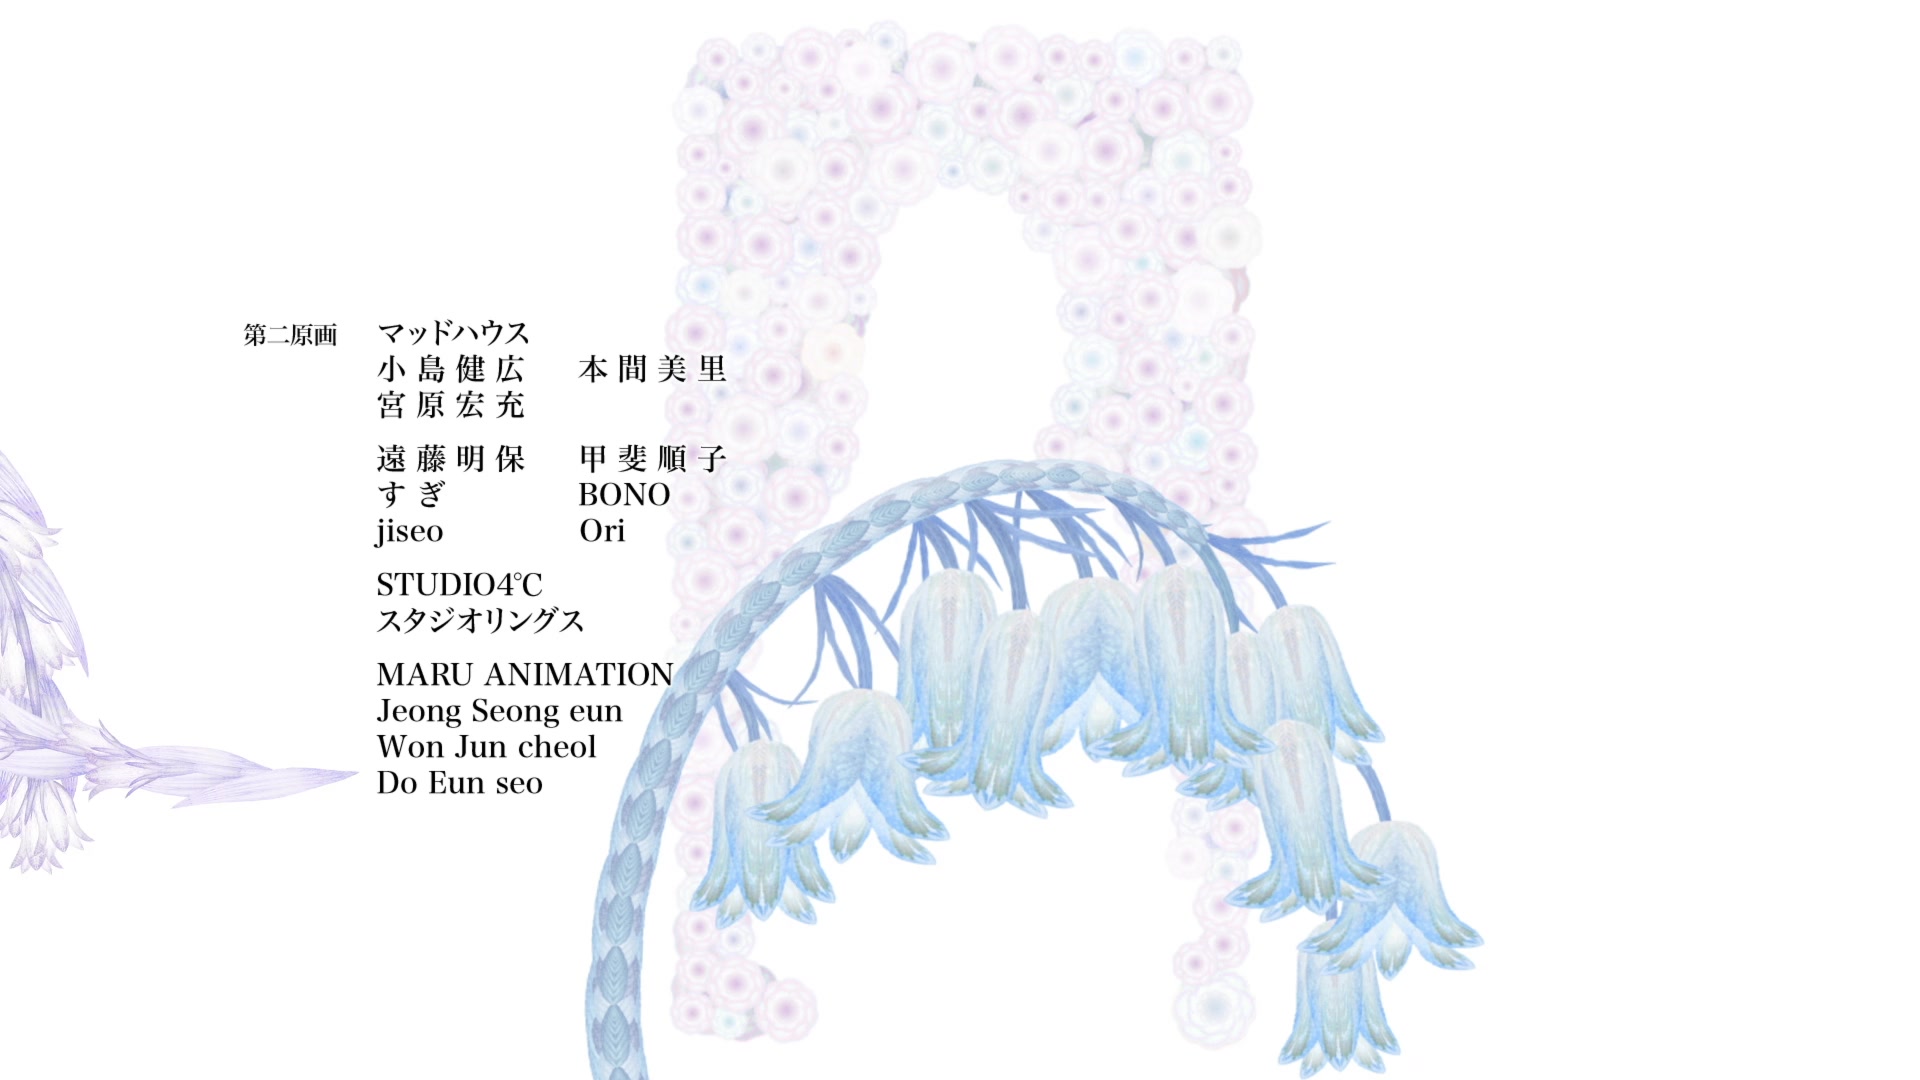 第二原画 マッドハウス
小島健広 本間美里
宮原宏充
遠藤明保 甲斐順子
すぎ BONO
jiseo Ori
STUDIO4℃
スタジオリングス
MARU ANIMATION
Jeong Seong eun
Won Jun cheol
Do Eun seo